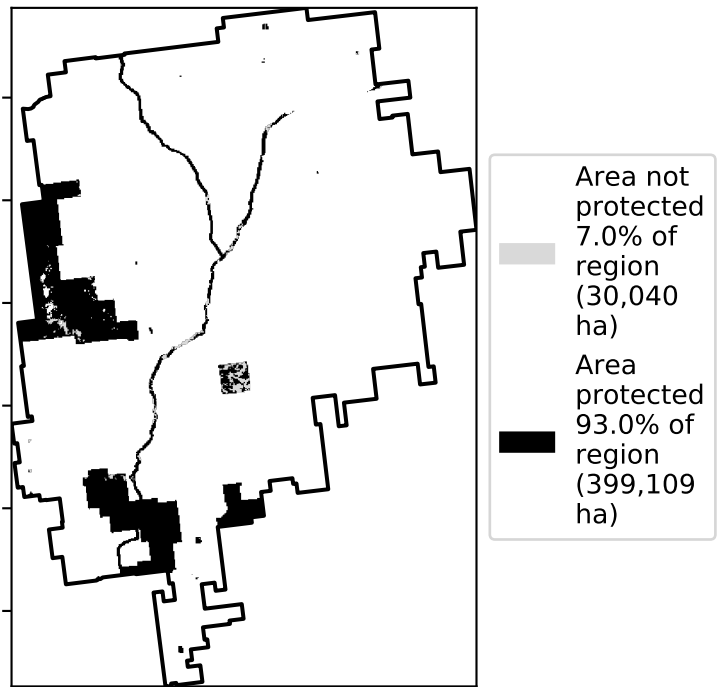 Area not
protected
7.0% of
region
(30,040
ha)
Area
protected
93.0% of
region
(399,109
ha)